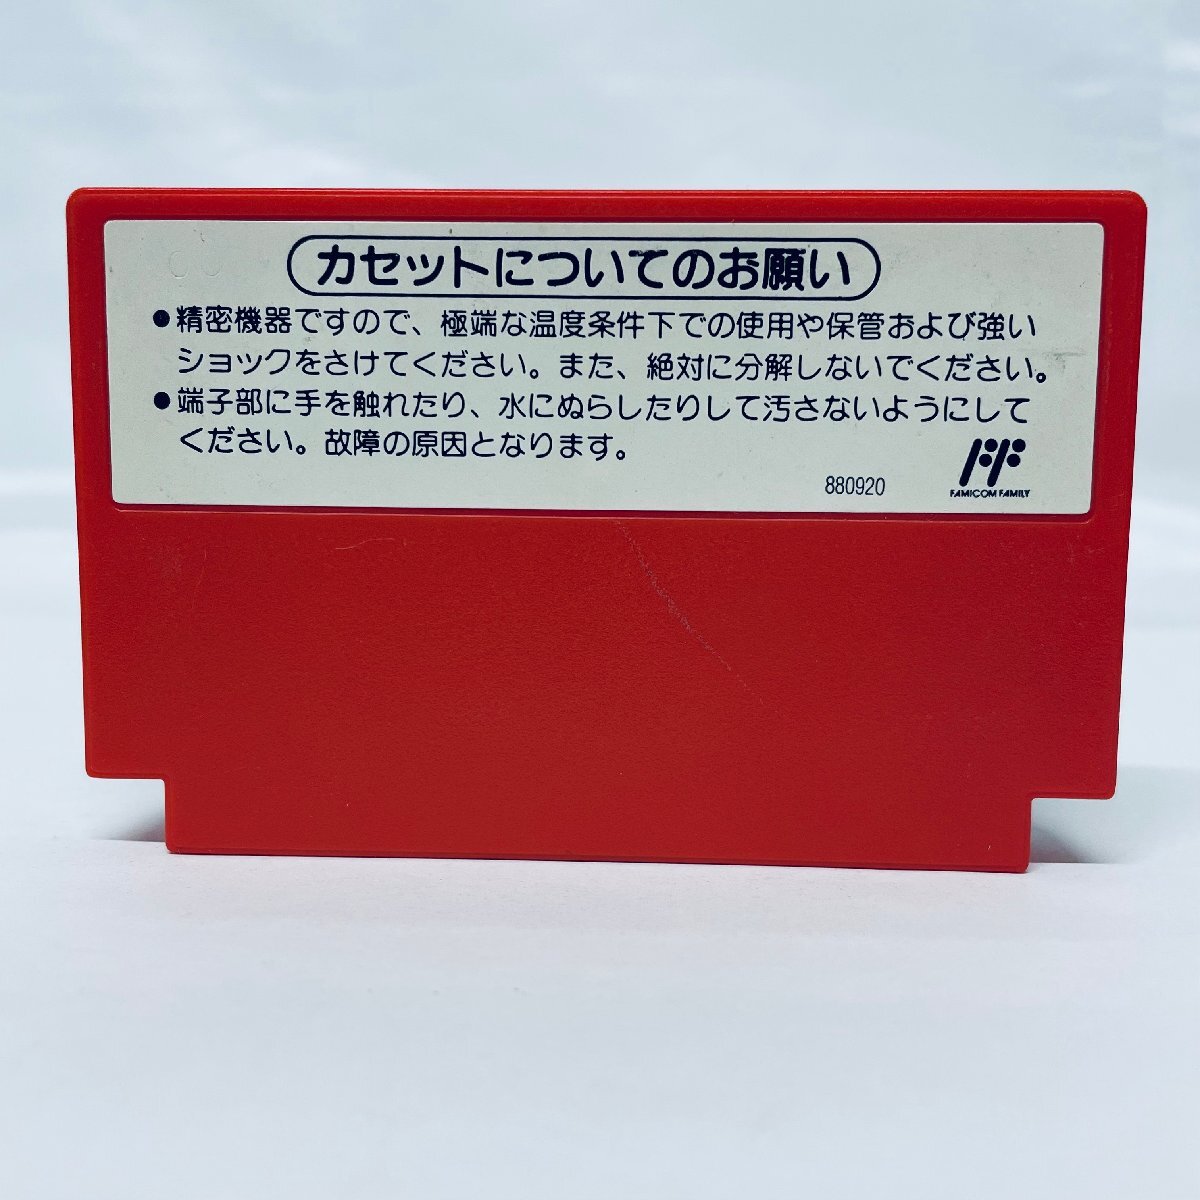 カセットについてのお願い
●精密機器ですので、極端な温度条件下での使用や保管および強い
ショックをさけてください。また、絶対に分解しないでください。
●端子部に手を触れたり、水にぬらしたりして汚さないようにして
ください。故障の原因となります。
880920
FF
FAMICOM FAMILY